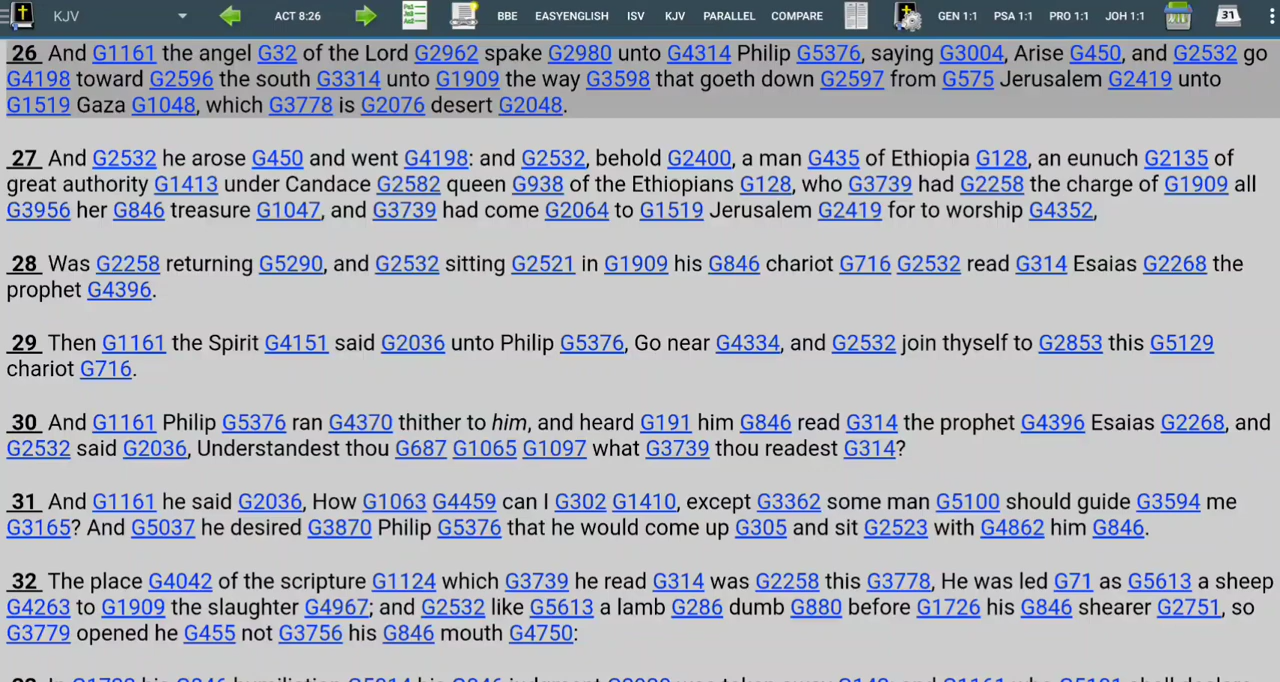 KJV ACT 8:26 BBE EASYENGLISH ISV KJV PARALLEL COMPARE GEN 1:1 PSA 1:1 PRO 1:1 JOH 1:1 31
26 And G1161 the angel G32 of the Lord G2962 spake G2980 unto G4314 Philip G5376, saying G3004, Arise G450, and G2532 go
G4198 toward G2596 the south G3314 unto G1909 the way G3598 that goeth down G2597 from G575 Jerusalem G2419 unto
G1519 Gaza G1048, which G3778 is G2076 desert G2048.
27 And G2532 he arose G450 and went G4198: and G2532, behold G2400, a man G435 of Ethiopia G128, an eunuch G2135 of
great authority G1413 under Candace G2582 queen G938 of the Ethiopians G128, who G3739 had G2258 the charge of G1909 all
G3956 her G846 treasure G1047, and G3739 had come G2064 to G1519 Jerusalem G2419 for to worship G4352,
28 Was G2258 returning G5290, and G2532 sitting G2521 in G1909 his G846 chariot G716 G2532 read G314 Esaias G2268 the
prophet G4396.
29 Then G1161 the Spirit G4151 said G2036 unto Philip G5376, Go near G4334, and G2532 join thyself to G2853 this G5129
chariot G716.
30 And G1161 Philip G5376 ran G4370 thither to him, and heard G191 him G846 read G314 the prophet G4396 Esaias G2268, and
G2532 said G2036, Understandest thou G687 G1065 G1097 what G3739 thou readest G314?
31 And G1161 he said G2036, How G1063 G4459 can I G302 G1410, except G3362 some man G5100 should guide G3594 me
G3165? And G5037 he desired G3870 Philip G5376 that he would come up G305 and sit G2523 with G4862 him G846.
32 The place G4042 of the scripture G1124 which G3739 he read G314 was G2258 this G3778, He was led G71 as G5613 a sheep
G4263 to G1909 the slaughter G4967; and G2532 like G5613 a lamb G286 dumb G880 before G1726 his G846 shearer G2751, so
G3779 opened he G455 not G3756 his G846 mouth G4750: